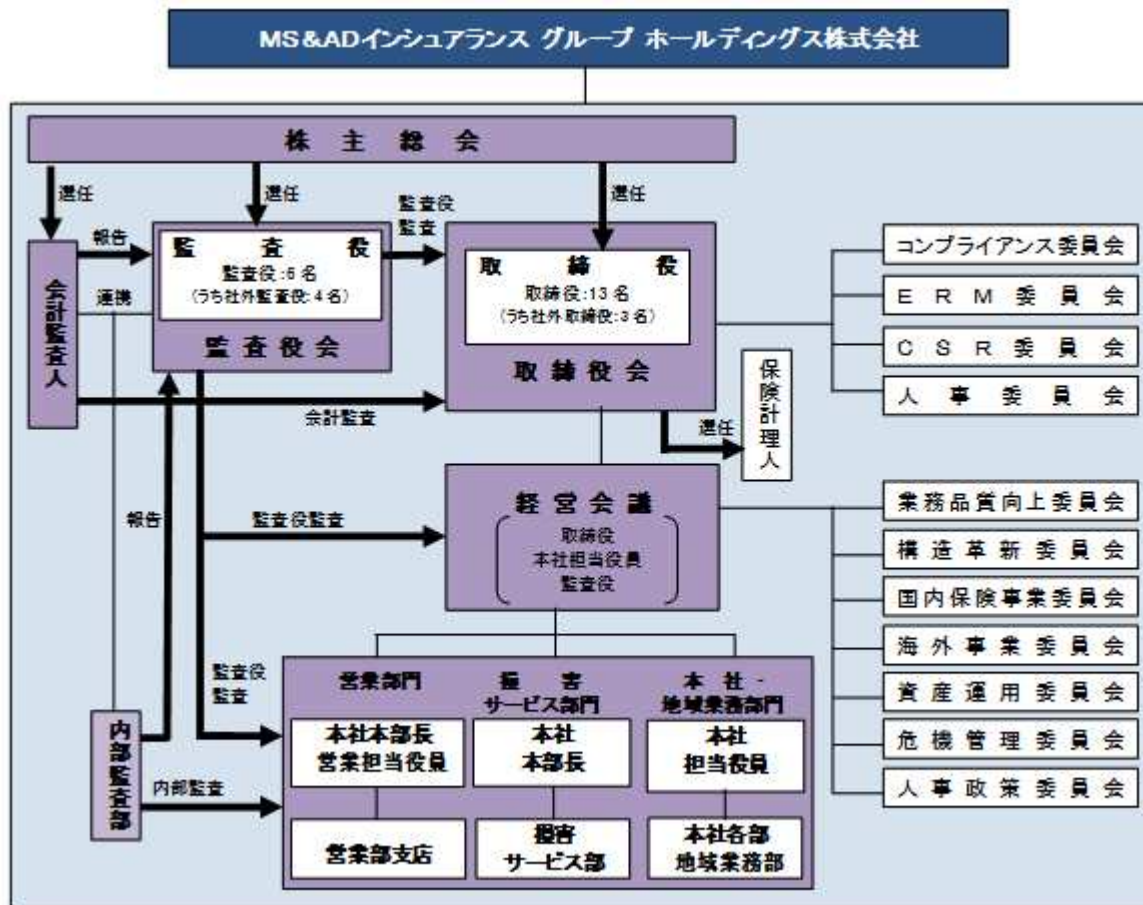 MS&ADインシュアランス グループ ホールディングス株式会社
株主総会
選任
選任
選任
監査役
監査
報告
連携
会計監査人
監査役
監査役:6名
(うち社外監査役:4名)
監査役会
取締役
取締役:13名
(うち社外取締役:3名)
取締役会
会計監査
選任
保険計理人
コンプライアンス委員会
ERM委員会
CSR委員会
人事委員会
報告
監査役監査
経営会議
取締役
本社担当役員
監査役
業務品質向上委員会
構造革新委員会
国内保険事業委員会
海外事業委員会
資産運用委員会
危機管理委員会
人事政策委員会
監査役
監査
内部監査部
内部監査
営業部門
本社本部長
営業担当役員
営業部支店
損害
サービス部門
本社
本部長
損害
サービス部
本社・
地域業務部門
本社
担当役員
本社各部
地域業務部